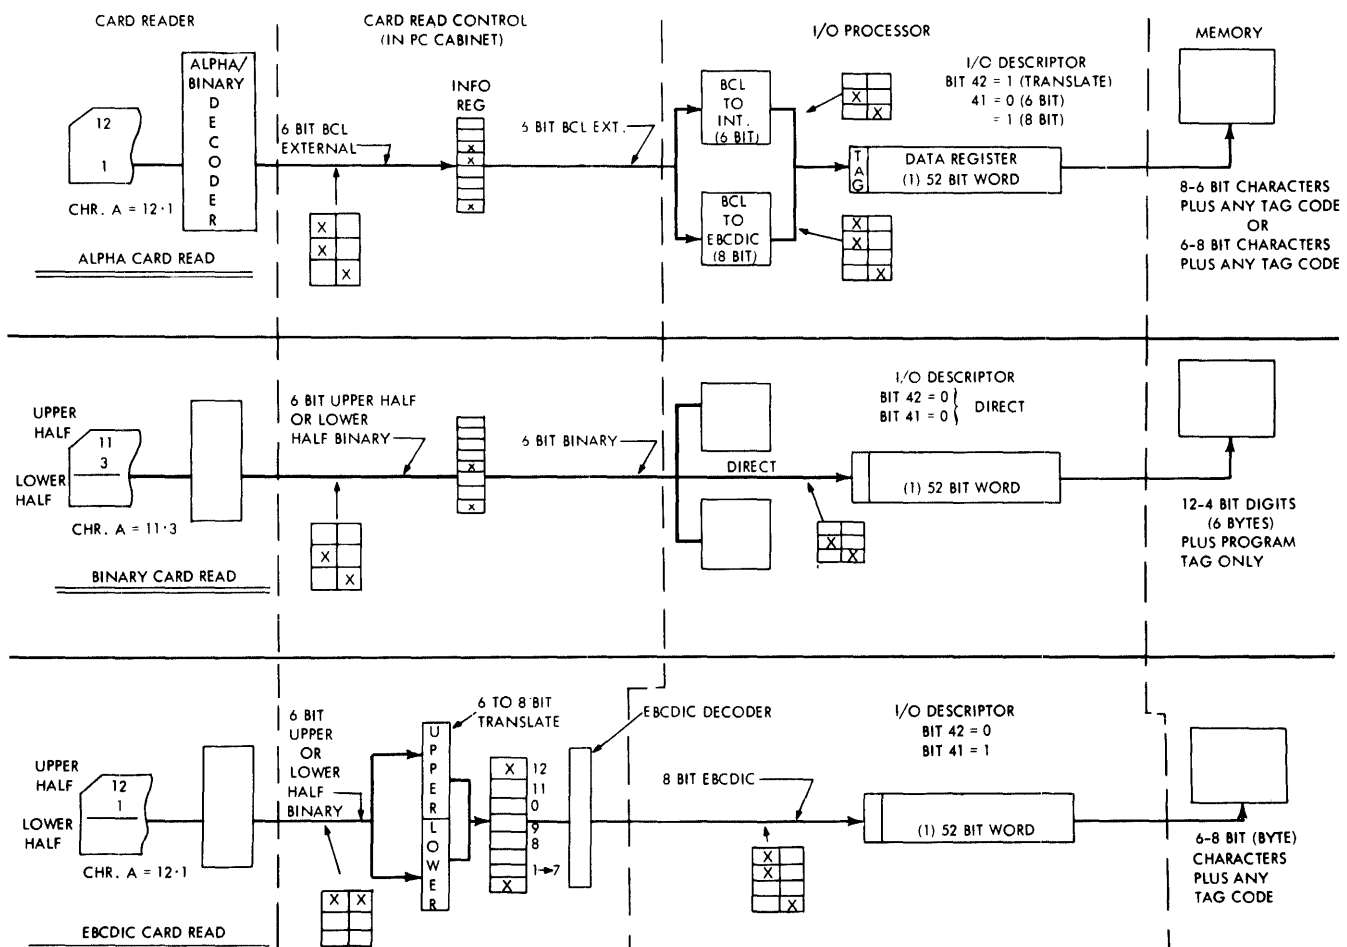 CARD READER
CARD READ CONTROL
(IN PC CABINET)
I/O PROCESSOR
MEMORY
ALPHA/
BINARY
DECODER
12
1
CHR. A = 12·1
ALPHA CARD READ
6 BIT BCL
EXTERNAL
X
X
X
INFO
REG
X
X
X
X
6 BIT BCL EXT.
BCL
TO
INT.
(6 BIT)
BCL
TO
EBCDIC
(8 BIT)
X
X
X
X
X
I/O DESCRIPTOR
BIT 42 = 1 (TRANSLATE)
41 = 0 (6 BIT)
= 1 (8 BIT)
TAG
DATA REGISTER
(1) 52 BIT WORD
8-6 BIT CHARACTERS
PLUS ANY TAG CODE
OR
6-8 BIT CHARACTERS
PLUS ANY TAG CODE
UPPER
HALF
11
3
LOWER
HALF
CHR. A = 11·3
BINARY CARD READ
6 BIT UPPER HALF
OR LOWER
HALF BINARY
X
X
X
X
6 BIT BINARY
DIRECT
X
X
I/O DESCRIPTOR
BIT 42 = 0
BIT 41 = 0 } DIRECT
(1) 52 BIT WORD
12-4 BIT DIGITS
(6 BYTES)
PLUS PROGRAM
TAG ONLY
UPPER
HALF
12
1
LOWER
HALF
CHR. A = 12·1
EBCDIC CARD READ
6 BIT
UPPER
OR
LOWER
HALF
BINARY
X X
6 TO 8 BIT
TRANSLATE
UPPER
LOWER
X 12
11
0
9
8
1→7
X
EBCDIC DECODER
8 BIT EBCDIC
X
X
X
I/O DESCRIPTOR
BIT 42 = 0
BIT 41 = 1
(1) 52 BIT WORD
6-8 BIT (BYTE)
CHARACTERS
PLUS ANY
TAG CODE